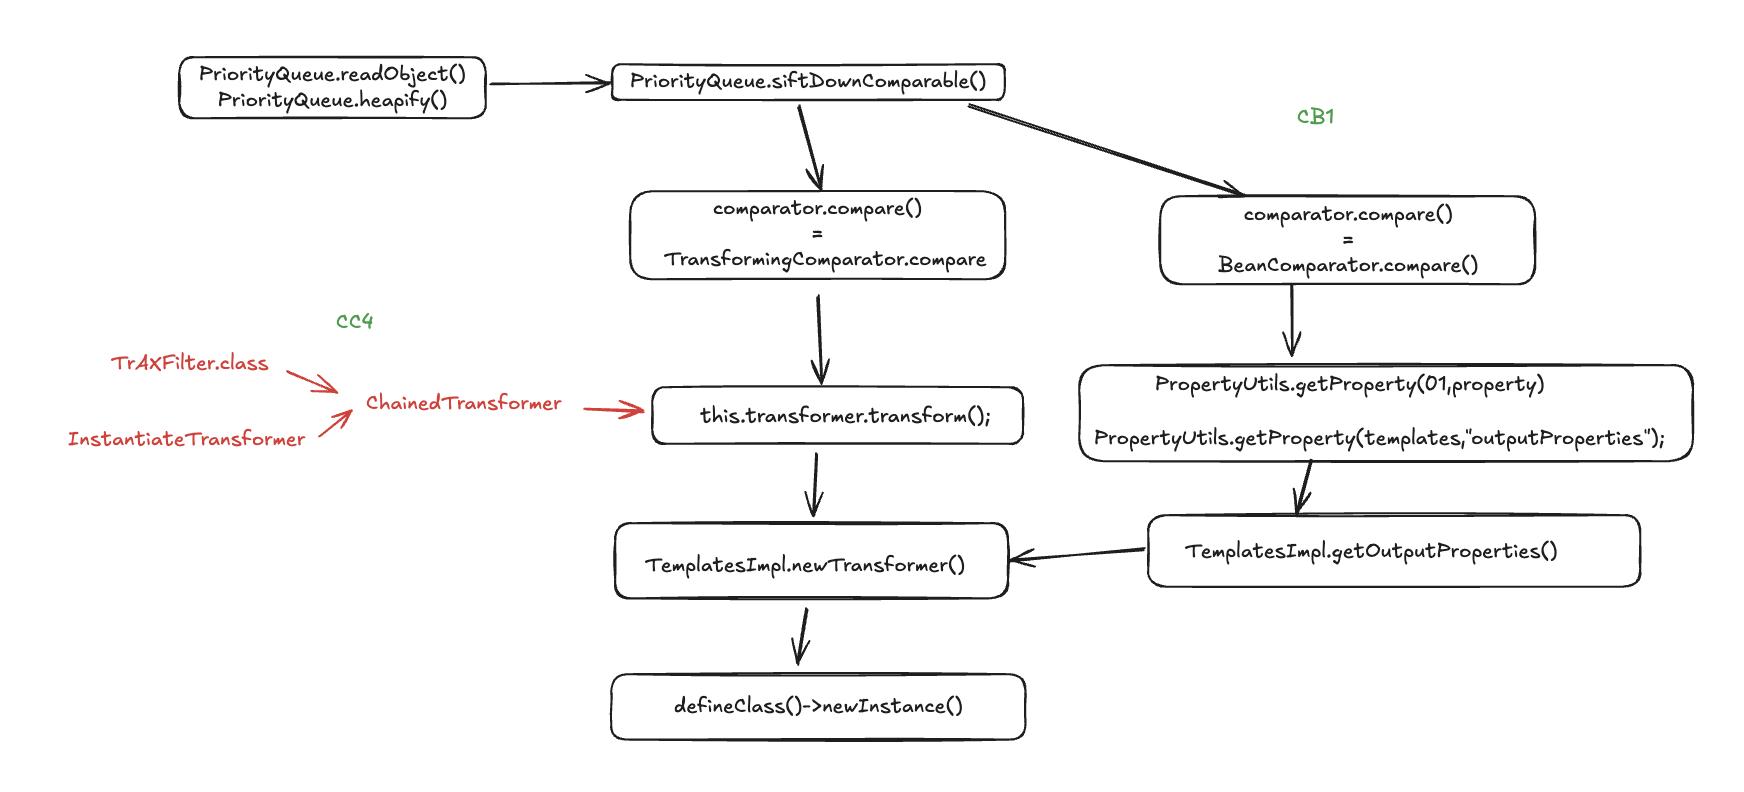 PriorityQueue.readObject()
PriorityQueue.heapify()
PriorityQueue.siftDownComparable()
CB1
comparator.compare()
=
TransformingComparator.compare
comparator.compare()
=
BeanComparator.compare()
CC4
TrAXFilter.class
ChainedTransformer
InstantiateTransformer
this.transformer.transform();
PropertyUtils.getProperty(O1,property)
PropertyUtils.getProperty(templates,"outputProperties");
TemplatesImpl.newTransformer()
TemplatesImpl.getOutputProperties()
defineClass()->newInstance()